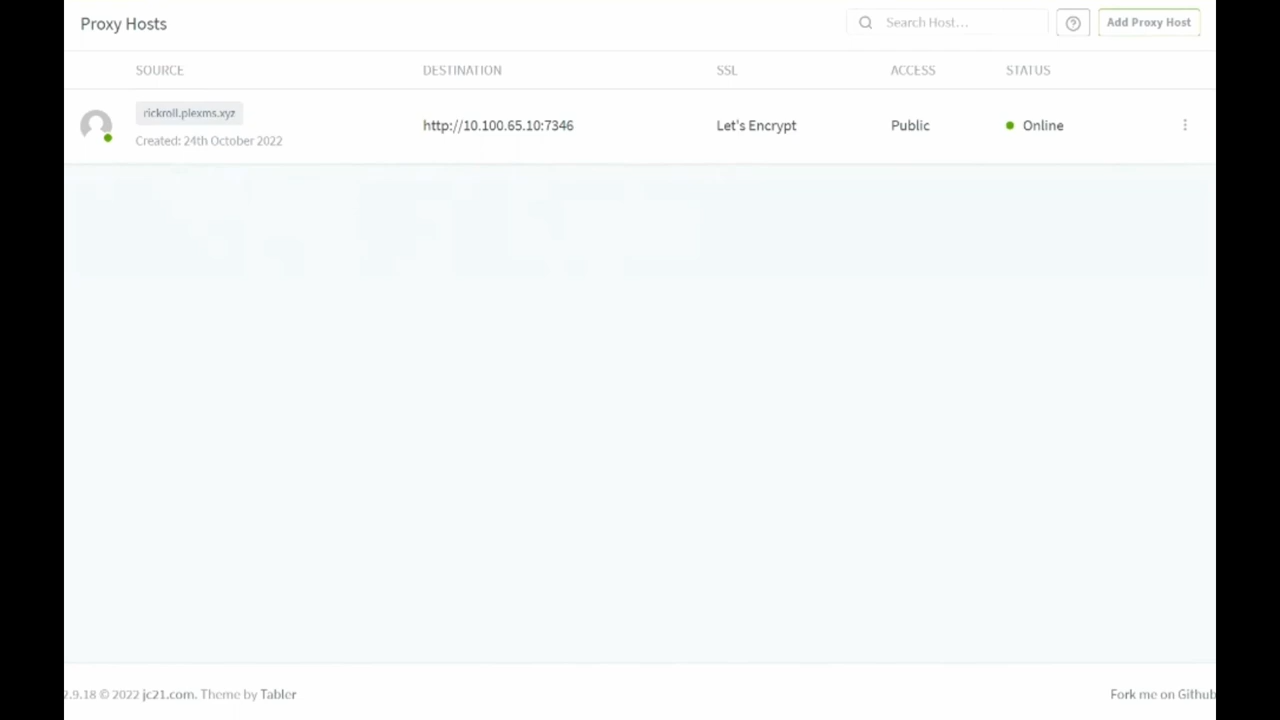 Proxy Hosts
Search Host...
Add Proxy Host
SOURCE DESTINATION SSL ACCESS STATUS
rickroll.plexms.xyz
Created: 24th October 2022
http://10.100.65.10:7346
Let's Encrypt
Public
Online
2.9.18 © 2022 jc21.com. Theme by Tabler
Fork me on Github